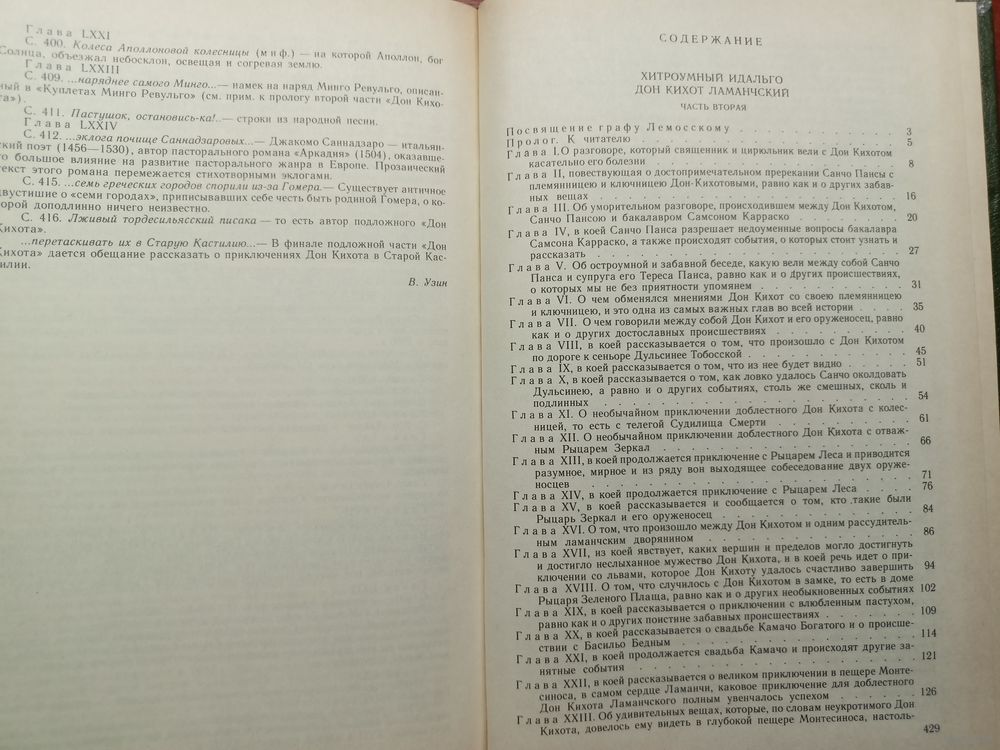 Глава LXXI
С. 400. Колеса Аполлоновой колесницы (миф.) — на которой Аполлон, бог
Солнца, объезжал небосклон, освещая и согревая землю.
Глава LXXIII
С. 409. ...наряднее самого Минго...— намек на наряд Минго Ревульго, описан-
ный в «Куплетах Минго Ревульго» (см. прим. к прологу второй части «Дон Кихо-
та»).
С. 411. Пастушок, остановись-ка!..— строки из народной песни.
Глава LXXIV
С. 412. ...эклога почище Саннадзаровых...— Джакомо Саннадзаро — итальян-
ский поэт (1456—1530), автор пасторального романа «Аркадия» (1504), оказавше-
го большое влияние на развитие пасторального жанра в Европе. Прозаический
текст этого романа перемежается стихотворными эклогами.
С. 415. ...семь греческих городов спорили из-за Гомера.— Существует античное
двустишие о «семи городах», приписывавших себе честь быть родиной Гомера, о ко-
торой доподлинно ничего неизвестно.
С. 416. Лживый тордесильясский писака — то есть автор подложного «Дон
Кихота».
...перетаскивать их в Старую Кастилию...— В финале подложной части «Дон
Кихота» дается обещание рассказать о приключениях Дон Кихота в Старой Кас-
тилии.
В. Узин
СОДЕРЖАНИЕ
ХИТРОУМНЫЙ ИДАЛЬГО
ДОН КИХОТ ЛАМАНЧСКИЙ
ЧАСТЬ ВТОРАЯ
Посвящение графу Лемосскому . . . . . . . . . . 3
Пролог. К читателю . . . . . . . . . . 5
Глава I. О разговоре, который священник и цирюльник вели с Дон Кихотом
касательно его болезни . . . . . . . . . . 8
Глава II, повествующая о достопримечательном пререкании Санчо Пансы с
племянницею и ключницею Дон-Кихотовыми, равно как и о других забав-
ных вещах . . . . . . . . . . 16
Глава III. Об уморительном разговоре, происходившем между Дон Кихотом,
Санчо Пансою и бакалавром Самсоном Карраско . . . . . . 20
Глава IV, в коей Санчо Панса разрешает недоуменные вопросы бакалавра
Самсона Карраско, а также происходят события, о которых стоит узнать и
рассказать . . . . . . . . . . 27
Глава V. Об остроумной и забавной беседе, какую вели между собой Санчо
Панса и супруга его Тереса Панса, равно как и о других происшествиях,
о которых мы не без приятности упомянем . . . . . . . 31
Глава VI. О чем обменялся мнениями Дон Кихот со своею племянницею
и ключницею, и это одна из самых важных глав во всей истории . . . 35
Глава VII. О чем говорили между собой Дон Кихот и его оруженосец, равно
как и о других достославных происшествиях . . . . . . . 40
Глава VIII, в коей рассказывается о том, что произошло с Дон Кихотом
по дороге к сеньоре Дульсинее Тобосской . . . . . . . 45
Глава IX, в коей рассказывается о том, что из нее будет видно . . . . 51
Глава X, в коей рассказывается о том, как ловко удалось Санчо околдовать
Дульсинею, а равно и о других событиях, столь же смешных, сколь и
подлинных . . . . . . . . . . 54
Глава XI. О необычайном приключении доблестного Дон Кихота с колес-
ницей, то есть с телегой Судилища Смерти . . . . . . . 61
Глава XII. О необычайном приключении доблестного Дон Кихота с отваж-
ным Рыцарем Зеркал . . . . . . . . . . 66
Глава XIII, в коей продолжается приключение с Рыцарем Леса и приводится
разумное, мирное и из ряду вон выходящее собеседование двух оруже-
носцев . . . . . . . . . . 71
Глава XIV, в коей продолжается приключение с Рыцарем Леса . . . . 76
Глава XV, в коей рассказывается и сообщается о том, кто такие были
Рыцарь Зеркал и его оруженосец . . . . . . . . . 84
Глава XVI. О том, что произошло между Дон Кихотом и одним рассудитель-
ным ламанчским дворянином . . . . . . . . . 86
Глава XVII, из коей явствует, каких вершин и пределов могло достигнуть
и достигло неслыханное мужество Дон Кихота, и в коей речь идет о при-
ключении со львами, которое Дон Кихоту удалось счастливо завершить 94
Глава XVIII. О том, что случилось с Дон Кихотом в замке, то есть в доме
Рыцаря Зеленого Плаща, равно как и о других необыкновенных событиях 102
Глава XIX, в коей рассказывается о приключении с влюбленным пастухом,
равно как и о других поистине забавных происшествиях . . . . . 109
Глава XX, в коей рассказывается о свадьбе Камачо Богатого и о происше-
ствии с Басильо Бедным . . . . . . . . . . 114
Глава XXI, в коей продолжается свадьба Камачо и происходят другие за-
нятные события . . . . . . . . . . 121
Глава XXII, в коей рассказывается о великом приключении в пещере Монте-
синоса, в самом сердце Ламанчи, каковое приключение для доблестного
Дон Кихота Ламанчского полным увенчалось успехом . . . . . 126
Глава XXIII. Об удивительных вещах, которые, по словам неукротимого Дон
Кихота, довелось ему видеть в глубокой пещере Монтесиноса, настоль-
429